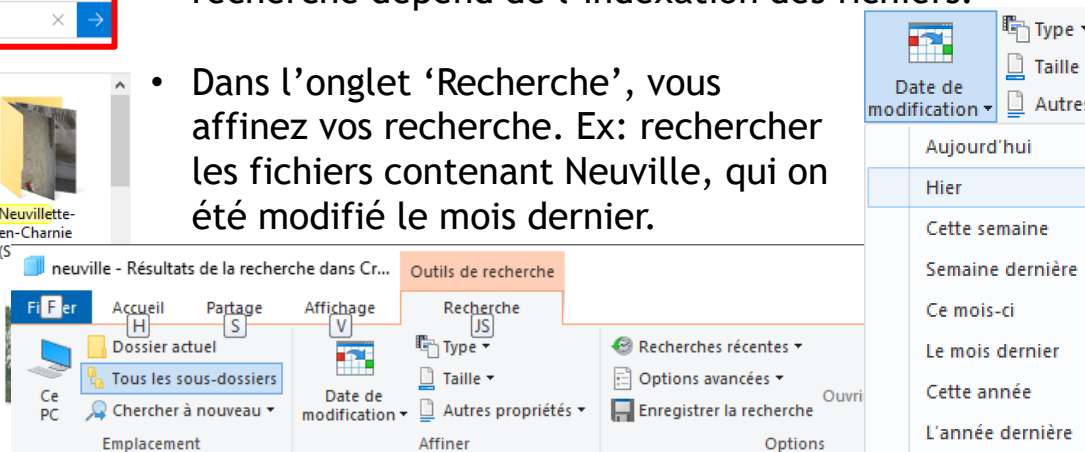 recherche dépend de l'indexation des fichiers.
• Dans l'onglet ‘Recherche’, vous
affinez vos recherche. Ex: rechercher
les fichiers contenant Neuville, qui on
été modifié le mois dernier.
Neuvillette-
en-Charnie
(S
neuville - Résultats de la recherche dans Cr...
Outils de recherche
Fi F er
Accueil
Partage
Affichage
Recherche
H
S
V
JS
Ce
PC
Dossier actuel
Tous les sous-dossiers
Chercher à nouveau
Emplacement
Date de
modification
Type
Taille
Autres propriétés
Affiner
Recherches récentes
Options avancées
Enregistrer la recherche
Ouvri
Options
Date de
modification
Type
Taille
Autres
Aujourd'hui
Hier
Cette semaine
Semaine dernière
Ce mois-ci
Le mois dernier
Cette année
L'année dernière